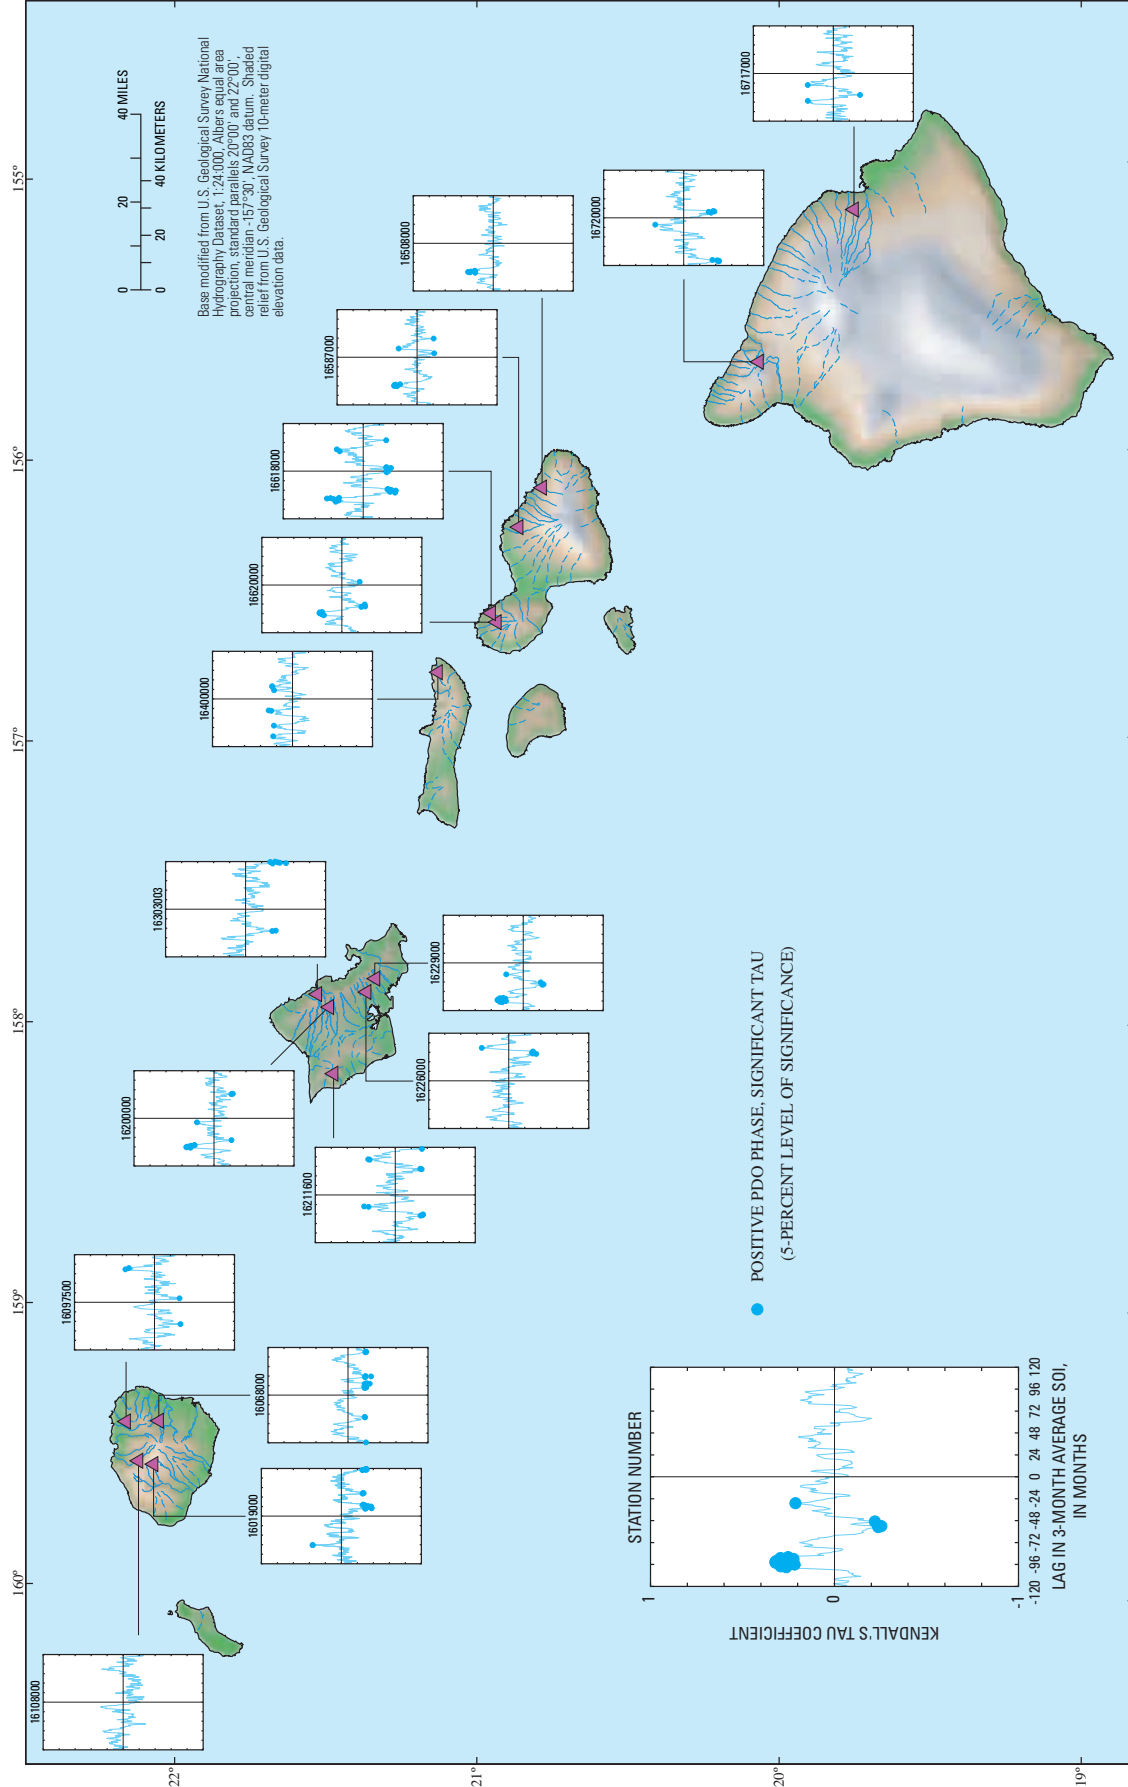 160°
159°
158°
157°
156°
155°
22°
21°
20°
19°
40 MILES
20
0
40 KILOMETERS
20
0
Base modified from U.S. Geological Survey National
Hydrography Dataset, 1:24:000, Albers equal area
projection, standard parallels 20°00' and 22°00',
central meridian -157°30', NAD83 datum. Shaded
relief from U.S. Geological Survey 10-meter digital
elevation data.
16108000
16097500
16019000
16068000
16211600
16200000
16226000
16229000
16303003
16400000
16620000
16618000
16587000
16508000
16720000
16717000
STATION NUMBER
KENDALL'S TAU COEFFICIENT
1
0
-1
-120 -96 -72 -48 -24 0 24 48 72 96 120
LAG IN 3-MONTH AVERAGE SOI,
IN MONTHS
POSITIVE PDO PHASE, SIGNIFICANT TAU
(5-PERCENT LEVEL OF SIGNIFICANCE)